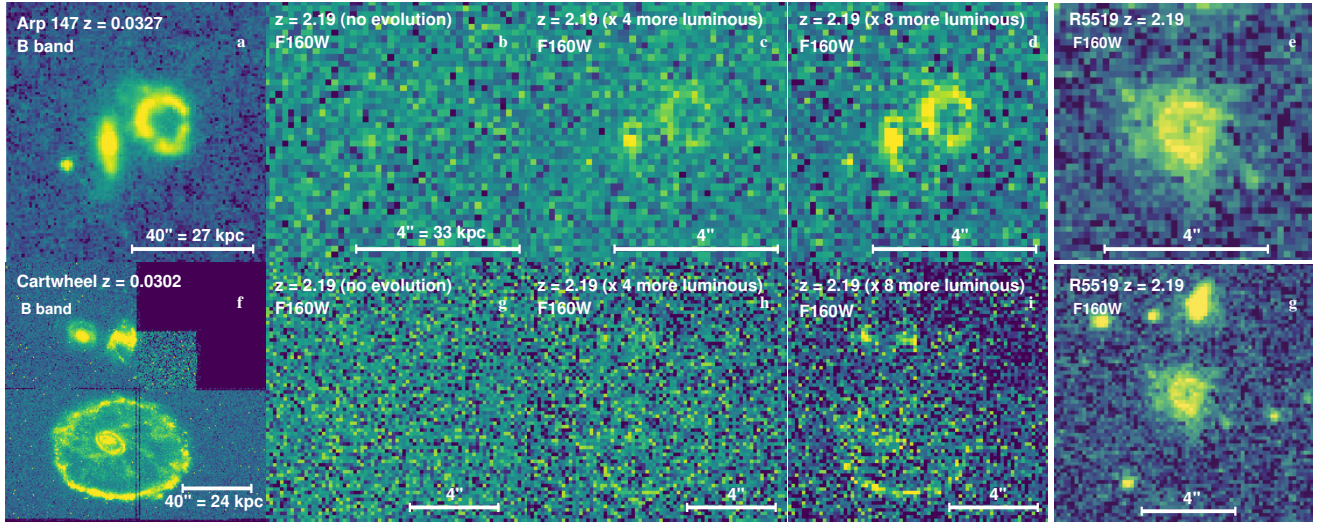 Arp 147 z = 0.0327
B band
a
40" = 27 kpc
z = 2.19 (no evolution)
F160W
b
4" = 33 kpc
z = 2.19 (x 4 more luminous)
F160W
c
4"
z = 2.19 (x 8 more luminous)
F160W
d
4"
R5519 z = 2.19
F160W
e
4"
Cartwheel z = 0.0302
B band
f
40" = 24 kpc
z = 2.19 (no evolution)
F160W
g
4"
z = 2.19 (x 4 more luminous)
F160W
h
4"
z = 2.19 (x 8 more luminous)
F160W
i
4"
R5519 z = 2.19
F160W
g
4"